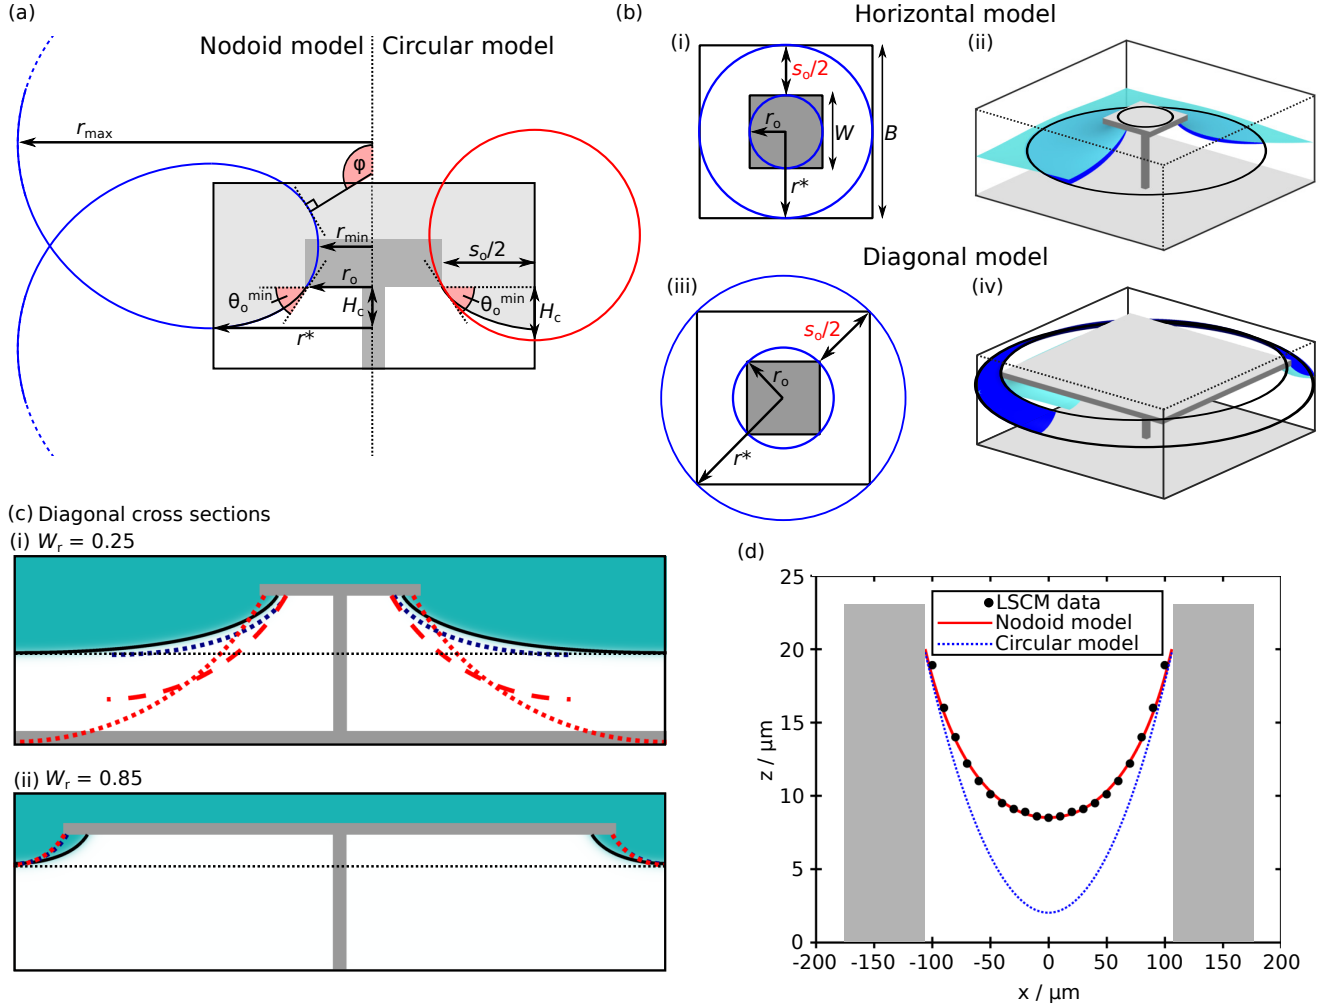 (a)
Nodoid model Circular model
r_max
φ
r_min
s_o/2
r_o
θ_o^min
H_c
θ_o^min
H_c
r*
(b)
Horizontal model
(i)
s_o/2
r_o
W
B
r*
(ii)
Diagonal model
(iii)
s_o/2
r_o
r*
(iv)
(c) Diagonal cross sections
(i) W_r = 0.25
(ii) W_r = 0.85
(d)
LSCM data
Nodoid model
Circular model
z / µm
25
20
15
10
5
0
-200 -150 -100 -50 0 50 100 150 200
x / µm